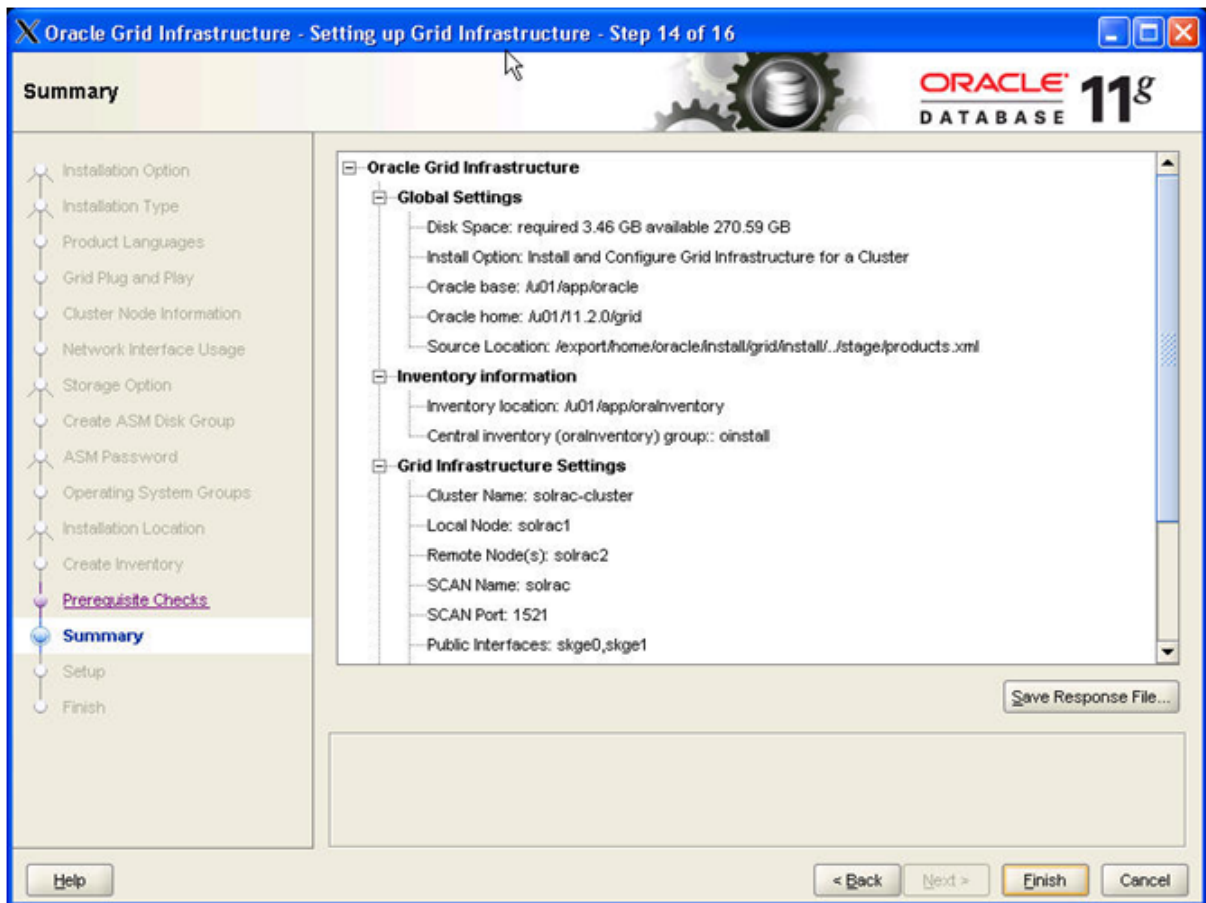 Oracle Grid Infrastructure - Setting up Grid Infrastructure - Step 14 of 16
Summary
ORACLE
DATABASE
11g
Installation Option
Installation Type
Product Languages
Grid Plug and Play
Cluster Node Information
Network Interface Usage
Storage Option
Create ASM Disk Group
ASM Password
Operating System Groups
Installation Location
Create Inventory
Prerequisite Checks
Summary
Setup
Finish
Oracle Grid Infrastructure
Global Settings
Disk Space: required 3.46 GB available 270.59 GB
Install Option: Install and Configure Grid Infrastructure for a Cluster
Oracle base: /u01/app/oracle
Oracle home: /u01/11.2.0/grid
Source Location: /export/home/oracle/install/grid/install/../stage/products.xml
Inventory information
Inventory location: /u01/app/oraInventory
Central inventory (oraInventory) group:: oinstall
Grid Infrastructure Settings
Cluster Name: solrac-cluster
Local Node: solrac1
Remote Node(s): solrac2
SCAN Name: solrac
SCAN Port: 1521
Public Interfaces: skge0,skge1
Save Response File...
Help
< Back
Next >
Finish
Cancel